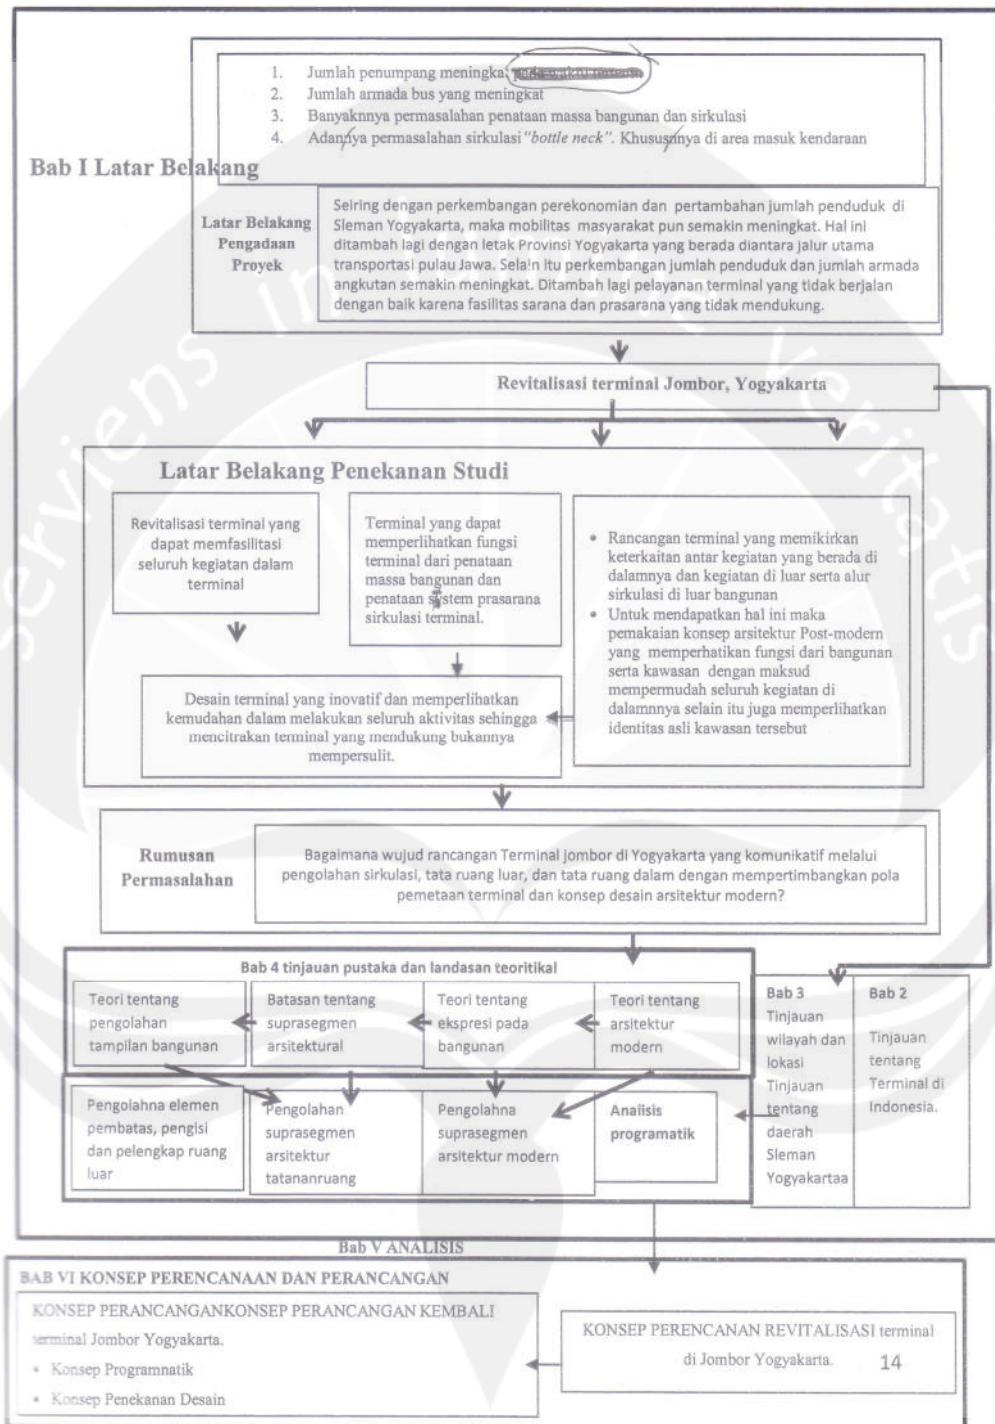 1. Jumlah penumpang meningka
2. Jumlah armada bus yang meningkat
3. Banyaknnya permasalahan penataan massa bangunan dan sirkulasi
4. Adannya permasalahan sirkulasi "bottle neck". Khususnnya di area masuk kendaraan
Bab I Latar Belakang
Latar Belakang
Pengadaan
Proyek
Seiring dengan perkembangan perekonomian dan pertambahan jumlah penduduk di
Sleman Yogyakarta, maka mobilitas masyarakat pun semakin meningkat. Hal ini
ditambah lagi dengan letak Provinsi Yogyakarta yang berada diantara jalur utama
transportasi pulau Jawa. Selain itu perkembangan jumlah penduduk dan jumlah armada
angkutan semakin meningkat. Ditambah lagi pelayanan terminal yang tidak berjalan
dengan baik karena fasilitas sarana dan prasarana yang tidak mendukung.
Revitalisasi terminal Jombor, Yogyakarta
Latar Belakang Penekanan Studi
Revitalisasi terminal yang
dapat memfasilitasi
seluruh kegiatan dalam
terminal
Terminal yang dapat
memperlihatkan fungsi
terminal dari penataan
massa bangunan dan
penataan system prasarana
sirkulasi terminal.
• Rancangan terminal yang memikirkan
keterkaitan antar kegiatan yang berada di
dalamnya dan kegiatan di luar serta alur
sirkulasi di luar bangunan
• Untuk mendapatkan hal ini maka
pemakaian konsep arsitektur Post-modern
yang memperhatikan fungsi dari bangunan
serta kawasan dengan maksud
mempermudah seluruh kegiatan di
dalamnnya selain itu juga memperlihatkan
identitas asli kawasan tersebut
Desain terminal yang inovatif dan memperlihatkan
kemudahan dalam melakukan seluruh aktivitas sehingga
mencitrakan terminal yang mendukung bukannya
mempersulit.
Rumusan
Permasalahan
Bagaimana wujud rancangan Terminal jombor di Yogyakarta yang komunikatif melalui
pengolahan sirkulasi, tata ruang luar, dan tata ruang dalam dengan mempertimbangkan pola
pemetaan terminal dan konsep desain arsitektur modern?
Bab 4 tinjauan pustaka dan landasan teoritikal
Teori tentang
pengolahan
tampilan bangunan
Batasan tentang
suprasegmen
arsitektural
Teori tentang
ekspresi pada
bangunan
Teori tentang
arsitektur
modern
Bab 3
Tinjauan
wilayah dan
lokasi
Tinjauan
tentang
daerah
Sleman
Yogyakartaa
Bab 2
Tinjauan
tentang
Terminal di
Indonesia.
Pengolahna elemen
pembatas, pengisi
dan pelengkap ruang
luar
Pengolahan
suprasegmen
arsitektur
tatananruang
Pengolahna
suprasegmen
arsitektur modern
Analisis
programatik
Bab V ANALISIS
BAB VI KONSEP PERENCANAAN DAN PERANCANGAN
KONSEP PERANCANGANKONSEP PERANCANGAN KEMBALI
terminal Jombor Yogyakarta.
• Konsep Programnatik
• Konsep Penekanan Desain
KONSEP PERENCANAN REVITALISASI terminal
di Jombor Yogyakarta.
14
serviens in lumine veritatis